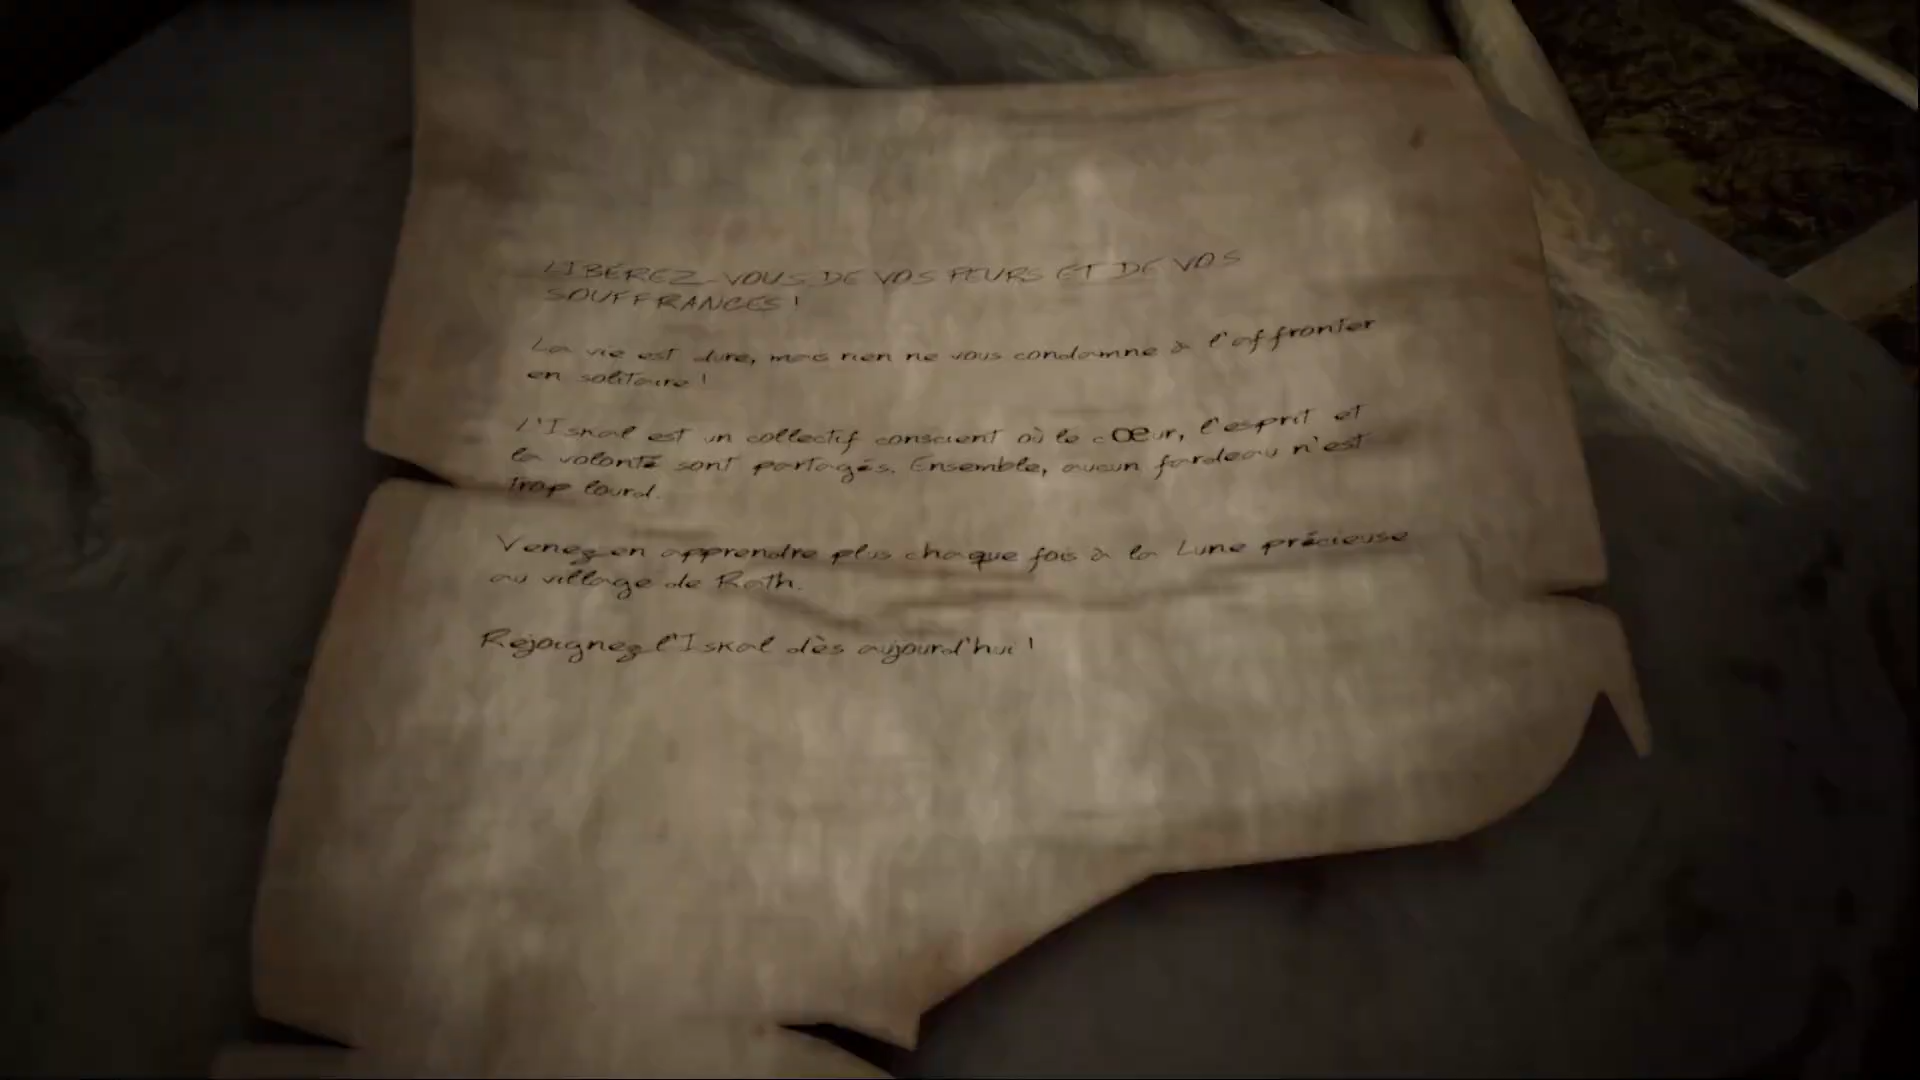 LIBÉREZ-VOUS DE VOS PEURS ET DE VOS
SOUFFRANCES !
La vie est dure, mais rien ne vous condamne à l'affronter
en solitaire !
L'Iskal est un collectif conscient où le cœur, l'esprit et
la volonté sont partagés. Ensemble, aucun fardeau n'est
trop lourd.
Venez en apprendre plus chaque fois à la Lune précieuse
au village de Rath.
Rejoignez l'Iskal dès aujourd'hui !